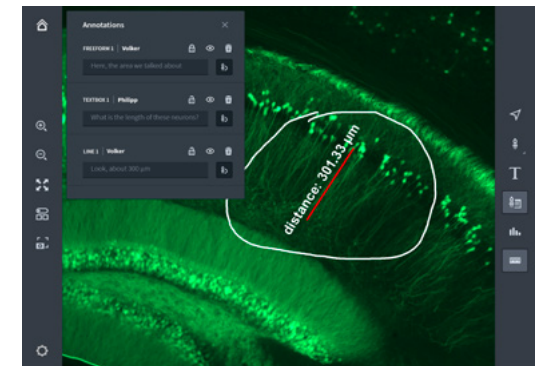 Annotations
FREEFORM 1 | Volker
Here, the area we talked about
TEXTBOX 1 | Philipp
What is the length of these neurons?
LINE 1 | Volker
Look, about 300 µm
distance: 301.33 µm
T